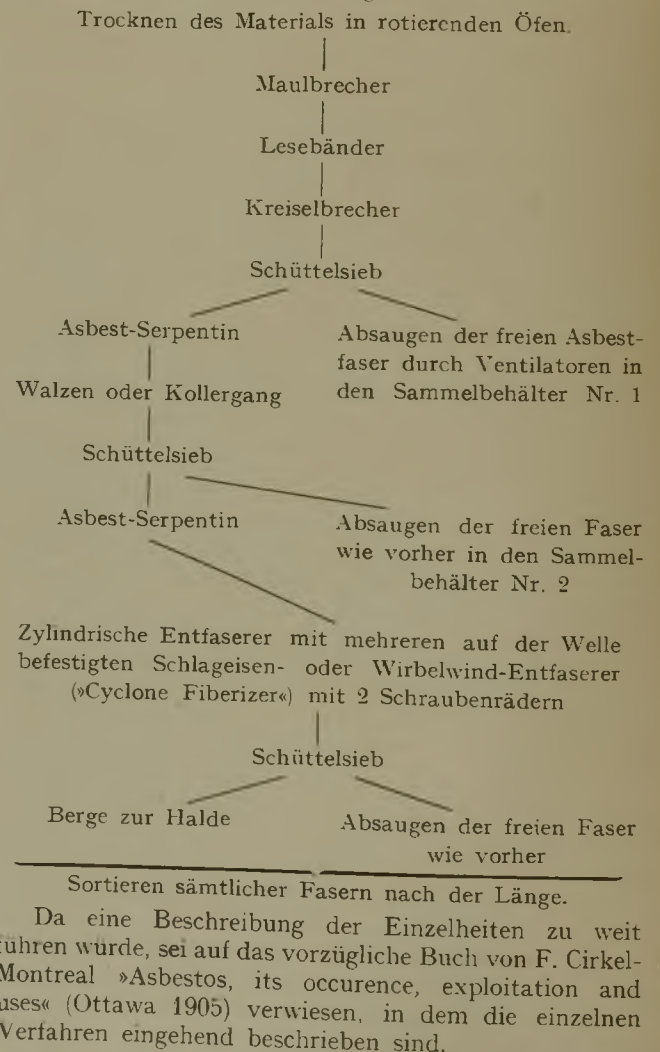 Trocknen des Materials in rotierenden Öfen.
Maulbrecher
Lesebänder
Kreiselbrecher
Schüttelsieb
Asbest-Serpentin
Absaugen der freien Asbest-
faser durch Ventilatoren in
den Sammelbehälter Nr. 1
Walzen oder Kollergang
Schüttelsieb
Asbest-Serpentin
Absaugen der freien Faser
wie vorher in den Sammel-
behälter Nr. 2
Zylindrische Entfaserer mit mehreren auf der Welle
befestigten Schlageisen- oder Wirbelwind-Entfaserer
(»Cyclone Fiberizer«) mit 2 Schraubenrädern
Schüttelsieb
Berge zur Halde
Absaugen der freien Faser
wie vorher
Sortieren sämtlicher Fasern nach der Länge.
Da eine Beschreibung der Einzelheiten zu weit
führen würde, sei auf das vorzügliche Buch von F. Cirkel-
Montreal »Asbestos, its occurence, exploitation and
uses« (Ottawa 1905) verwiesen, in dem die einzelnen
Verfahren eingehend beschrieben sind.